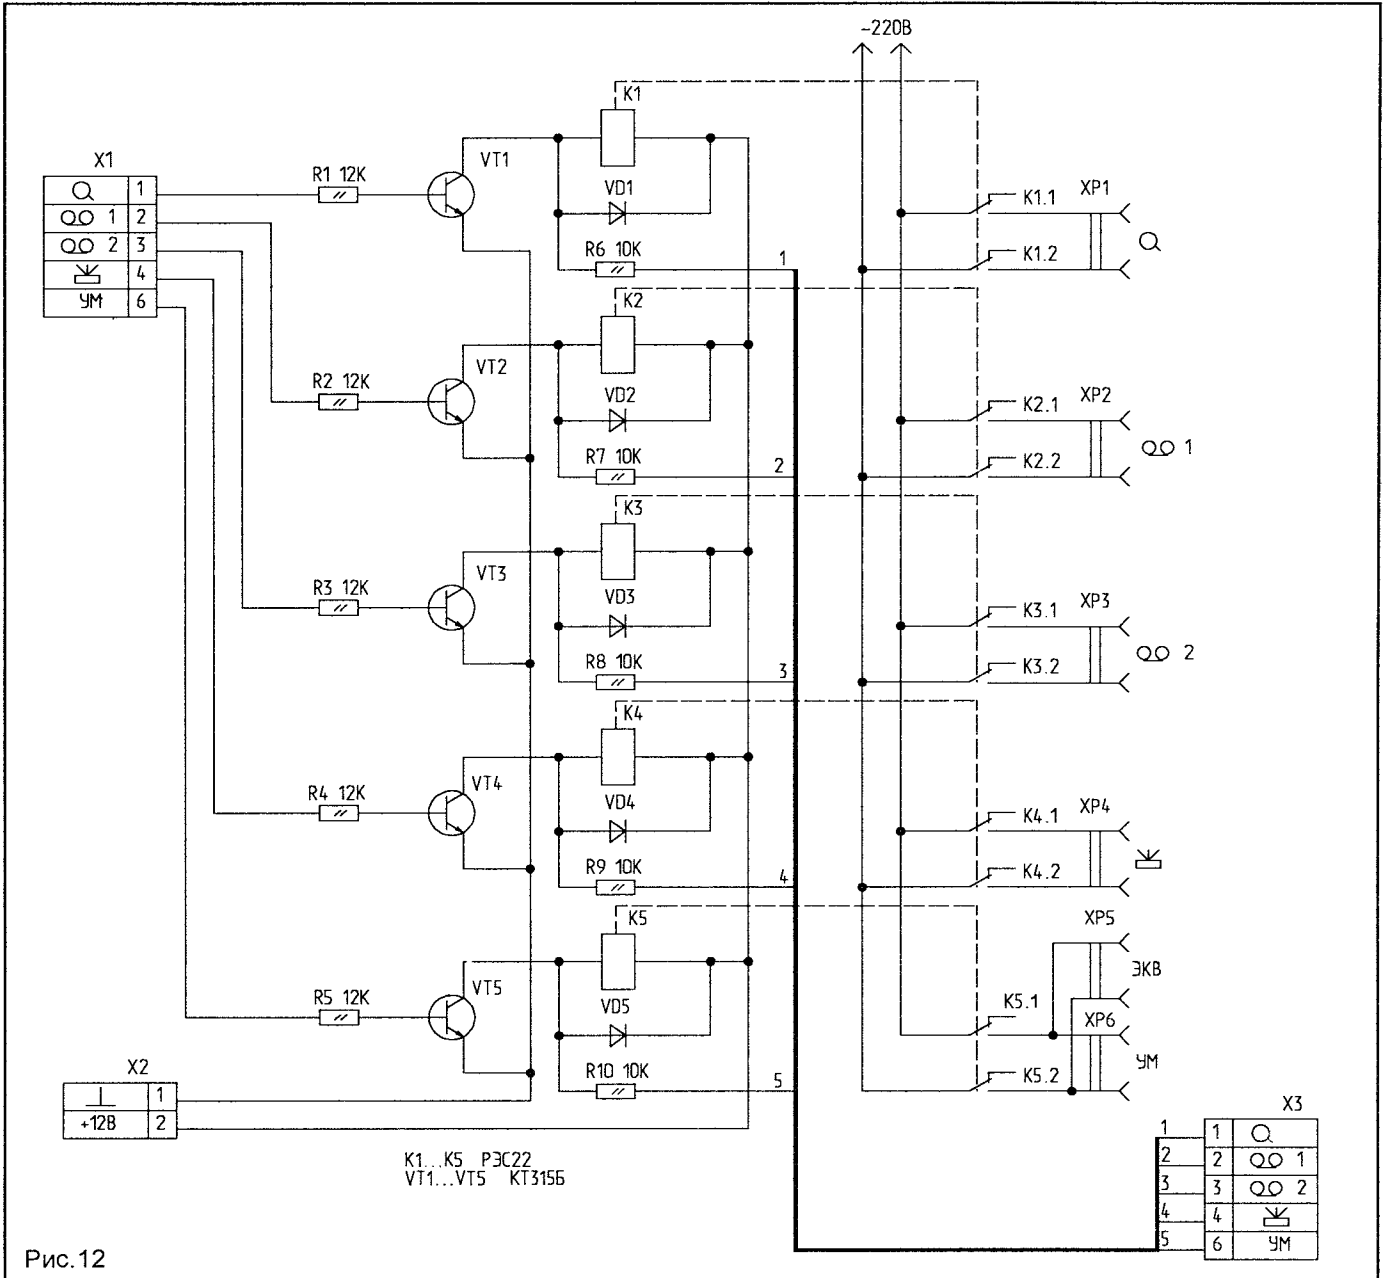 ~220В
K1
X1
VT1
R1 12K
1
VD1
K1.1
XP1
1 2
R6 10K
1
K1.2
2 3
4
УМ 6
K2
VT2
R2 12K
VD2
K2.1
XP2
1
R7 10K
2
K2.2
K3
VT3
R3 12K
VD3
K3.1
XP3
2
R8 10K
3
K3.2
K4
VT4
R4 12K
VD4
K4.1
XP4
R9 10K
4
K4.2
K5
XP5
ЭКВ
VT5
R5 12K
VD5
K5.1
XP6
УМ
X2
R10 10K
5
K5.2
1
+12В 2
X3
1 1
2 2 1
3 3 2
4 4
5 6 УМ
K1...K5 РЭС22
VT1...VT5 КТ315Б
Рис.12